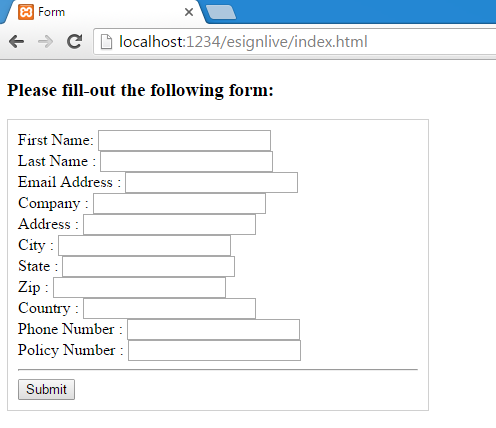 Form
localhost:1234/esignlive/index.html
Please fill-out the following form:
First Name:
Last Name :
Email Address :
Company :
Address :
City :
State :
Zip :
Country :
Phone Number :
Policy Number :
Submit